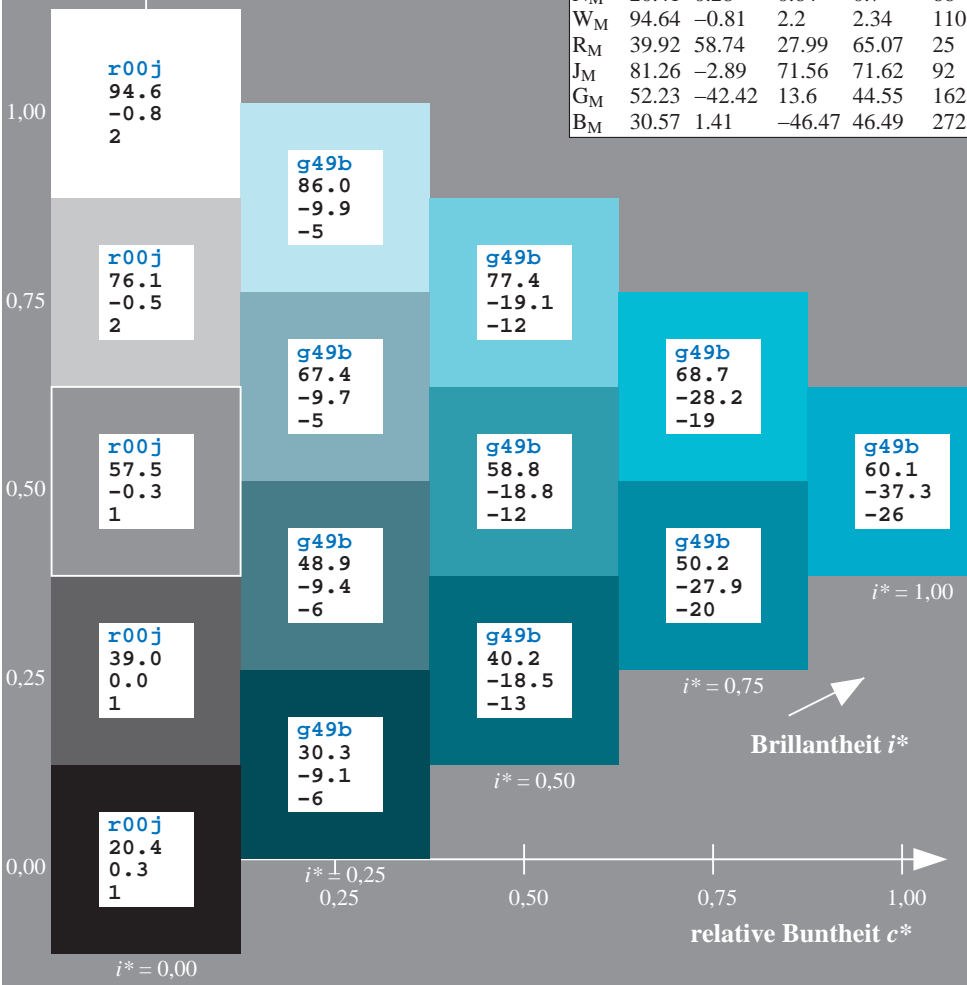 W_M 94.64 −0.81 2.2 2.34 110
R_M 39.92 58.74 27.99 65.07 25
J_M 81.26 −2.89 71.56 71.62 92
G_M 52.23 −42.42 13.6 44.55 162
B_M 30.57 1.41 −46.47 46.49 272
1,00
r00j
94.6
-0.8
2
g49b
86.0
-9.9
-5
0,75
r00j
76.1
-0.5
2
g49b
77.4
-19.1
-12
g49b
67.4
-9.7
-5
g49b
68.7
-28.2
-19
0,50
r00j
57.5
-0.3
1
g49b
58.8
-18.8
-12
g49b
60.1
-37.3
-26
i* = 1,00
g49b
48.9
-9.4
-6
g49b
50.2
-27.9
-20
i* = 0,75
0,25
r00j
39.0
0.0
1
g49b
40.2
-18.5
-13
i* = 0,50
g49b
30.3
-9.1
-6
i* = 0,25
Brillantheit i*
0,00
r00j
20.4
0.3
1
i* = 0,00
0,25 0,50 0,75 1,00
relative Buntheit c*